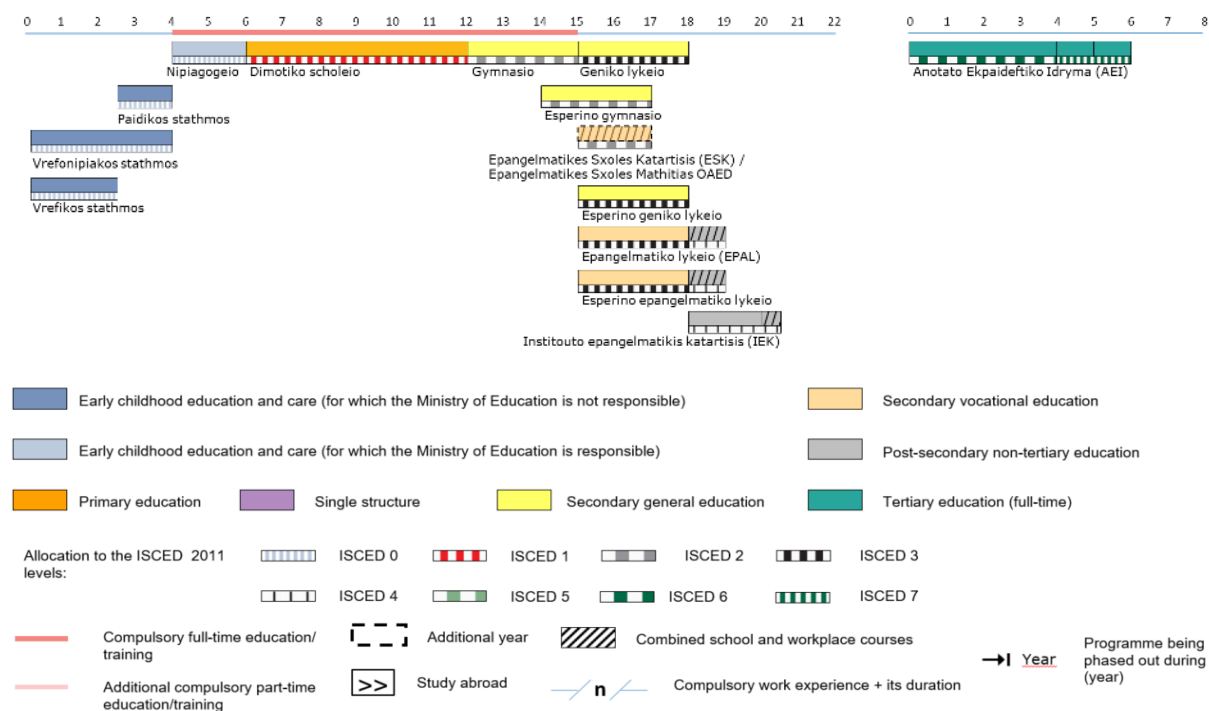 0 1 2 3 4 5 6 7 8 9 10 11 12 13 14 15 16 17 18 19 20 21 22
0 1 2 3 4 5 6 7 8
Nipiagogeio
Dimotiko scholeio
Gymnasio
Geniko lykeio
Anotato Ekpaideftiko Idryma (AEI)
Paidikos stathmos
Esperino gymnasio
Vrefonipiakos stathmos
Epangelmatikes Sxoles Katartisis (ESK) /
Epangelmatikes Sxoles Mathitias OAED
Vrefikos stathmos
Esperino geniko lykeio
Epangelmatiko lykeio (EPAL)
Esperino epangelmatiko lykeio
Institouto epangelmatikis katartisis (IEK)
Early childhood education and care (for which the Ministry of Education is not responsible)
Secondary vocational education
Early childhood education and care (for which the Ministry of Education is responsible)
Post-secondary non-tertiary education
Primary education
Single structure
Secondary general education
Tertiary education (full-time)
Allocation to the ISCED 2011
levels:
ISCED 0
ISCED 1
ISCED 2
ISCED 3
ISCED 4
ISCED 5
ISCED 6
ISCED 7
Compulsory full-time education/
training
Additional year
Combined school and workplace courses
Year
Programme being
phased out during
(year)
Additional compulsory part-time
education/training
>>
Study abroad
n
Compulsory work experience + its duration